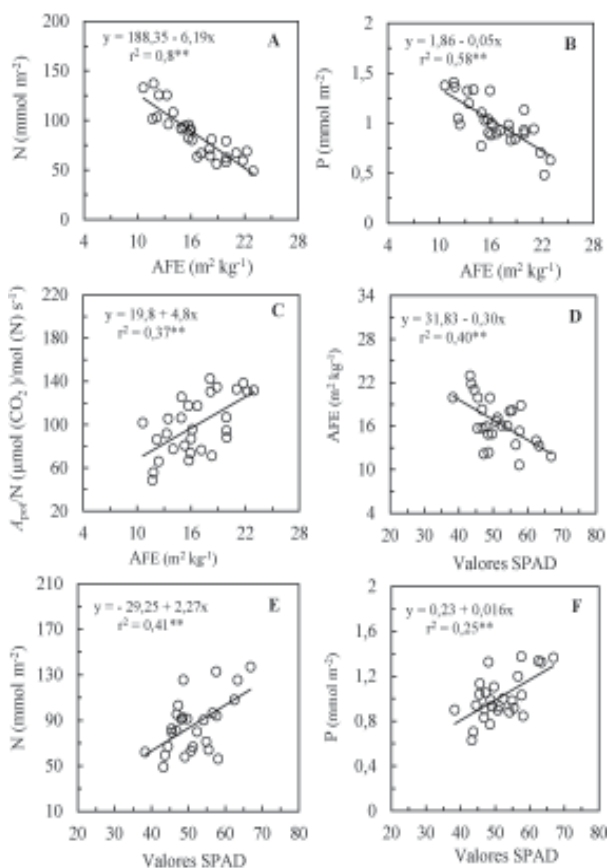 y = 188,35 - 6,19x
r² = 0,8**
A
N (mmol m⁻²)
200
150
100
50
0
4 10 16 22 28
AFE (m² kg⁻¹)
y = 1,86 - 0,05x
r² = 0,58**
B
P (mmol m⁻²)
2
1,5
1
0,5
0
4 10 16 22 28
AFE (m² kg⁻¹)
y = 19,8 + 4,8x
r² = 0,37**
C
Apot/N (µmol (CO₂)/mol (N) s⁻¹)
220
180
140
100
60
20
4 10 16 22 28
AFE (m² kg⁻¹)
y = 31,83 - 0,30x
r² = 0,40**
D
AFE (m² kg⁻¹)
34
28
22
16
10
4
20 30 40 50 60 70 80
Valores SPAD
y = - 29,25 + 2,27x
r² = 0,41**
E
N (mmol m⁻²)
210
170
130
90
50
10
20 30 40 50 60 70 80
Valores SPAD
y = 0,23 + 0,016x
r² = 0,25**
F
P (mmol m⁻²)
2
1,6
1,2
0,8
0,4
0
20 30 40 50 60 70 80
Valores SPAD